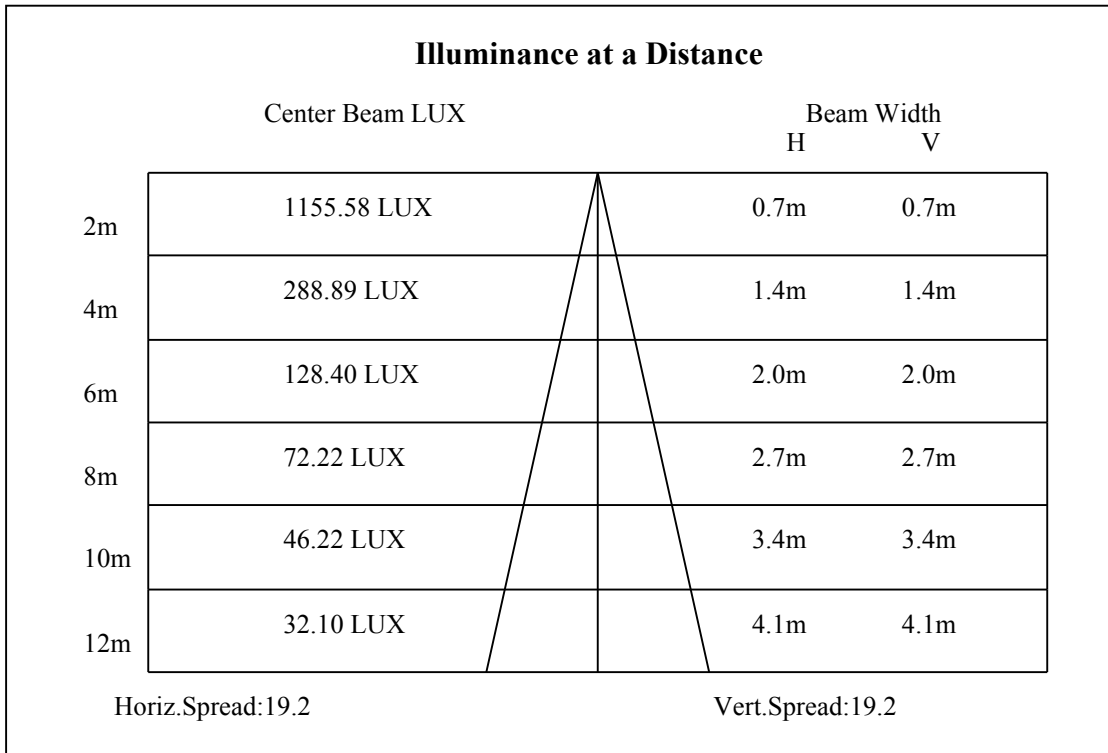 Illuminance at a Distance
Center Beam LUX Beam Width
H V
2m 1155.58 LUX 0.7m 0.7m
4m 288.89 LUX 1.4m 1.4m
6m 128.40 LUX 2.0m 2.0m
8m 72.22 LUX 2.7m 2.7m
10m 46.22 LUX 3.4m 3.4m
12m 32.10 LUX 4.1m 4.1m
Horiz.Spread:19.2 Vert.Spread:19.2